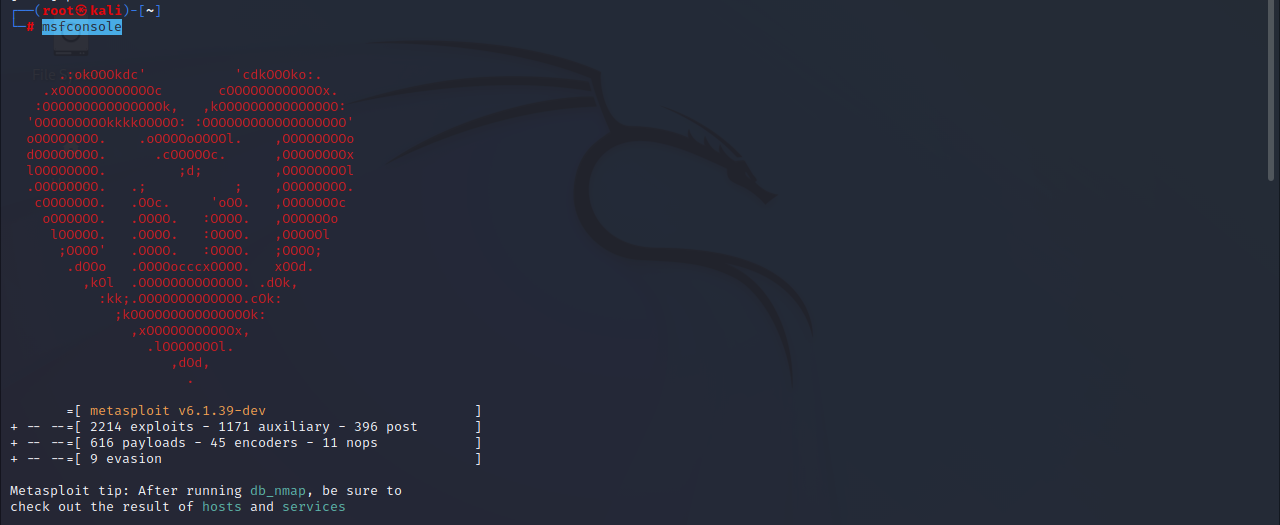 ┌──(root㉿kali)-[~]
└─# msfconsole
File
.:okOOOkdc'           'cdkOOOko:.
.xOOOOOOOOOOOOc       cOOOOOOOOOOOOx.
:OOOOOOOOOOOOOOOk,   ,kOOOOOOOOOOOOOOO:
'OOOOOOOOOkkkkOOOOO: :OOOOOOOOOOOOOOOOOO'
oOOOOOOOO.    .oOOOOoOOOOl.    ,OOOOOOOOo
dOOOOOOOO.      .cOOOOOc.      ,OOOOOOOOx
lOOOOOOOO.         ;d;         ,OOOOOOOOl
.OOOOOOOO.   .;           ;    ,OOOOOOOO.
cOOOOOOO.   .OOc.     'oOO.   ,OOOOOOOc
oOOOOOO.   .OOOO.   :OOOO.   ,OOOOOOo
lOOOOO.   .OOOO.   :OOOO.   ,OOOOOl
;OOOO'   .OOOO.   :OOOO.   ;OOOO;
.dOOo   .OOOOocccxOOOO.   xOOd.
,kOl  .OOOOOOOOOOOOO. .dOk,
:kk;.OOOOOOOOOOOOO.cOk:
;kOOOOOOOOOOOOOOOk:
,xOOOOOOOOOOOx,
.lOOOOOOOl.
,dOd,
.
=[ metasploit v6.1.39-dev                          ]
+ -- --=[ 2214 exploits - 1171 auxiliary - 396 post       ]
+ -- --=[ 616 payloads - 45 encoders - 11 nops            ]
+ -- --=[ 9 evasion                                       ]
Metasploit tip: After running db_nmap, be sure to
check out the result of hosts and services